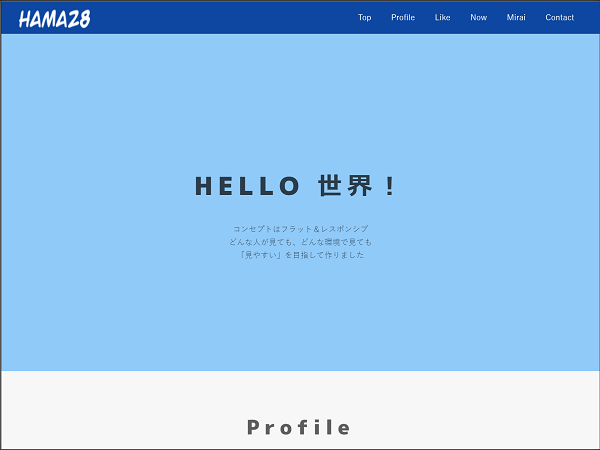 HAMA28
Top Profile Like Now Mirai Contact
HELLO 世界！
コンセプトはフラット＆レスポンシブ
どんな人が見ても、どんな環境で見ても
「見やすい」を目指して作りました
Profile